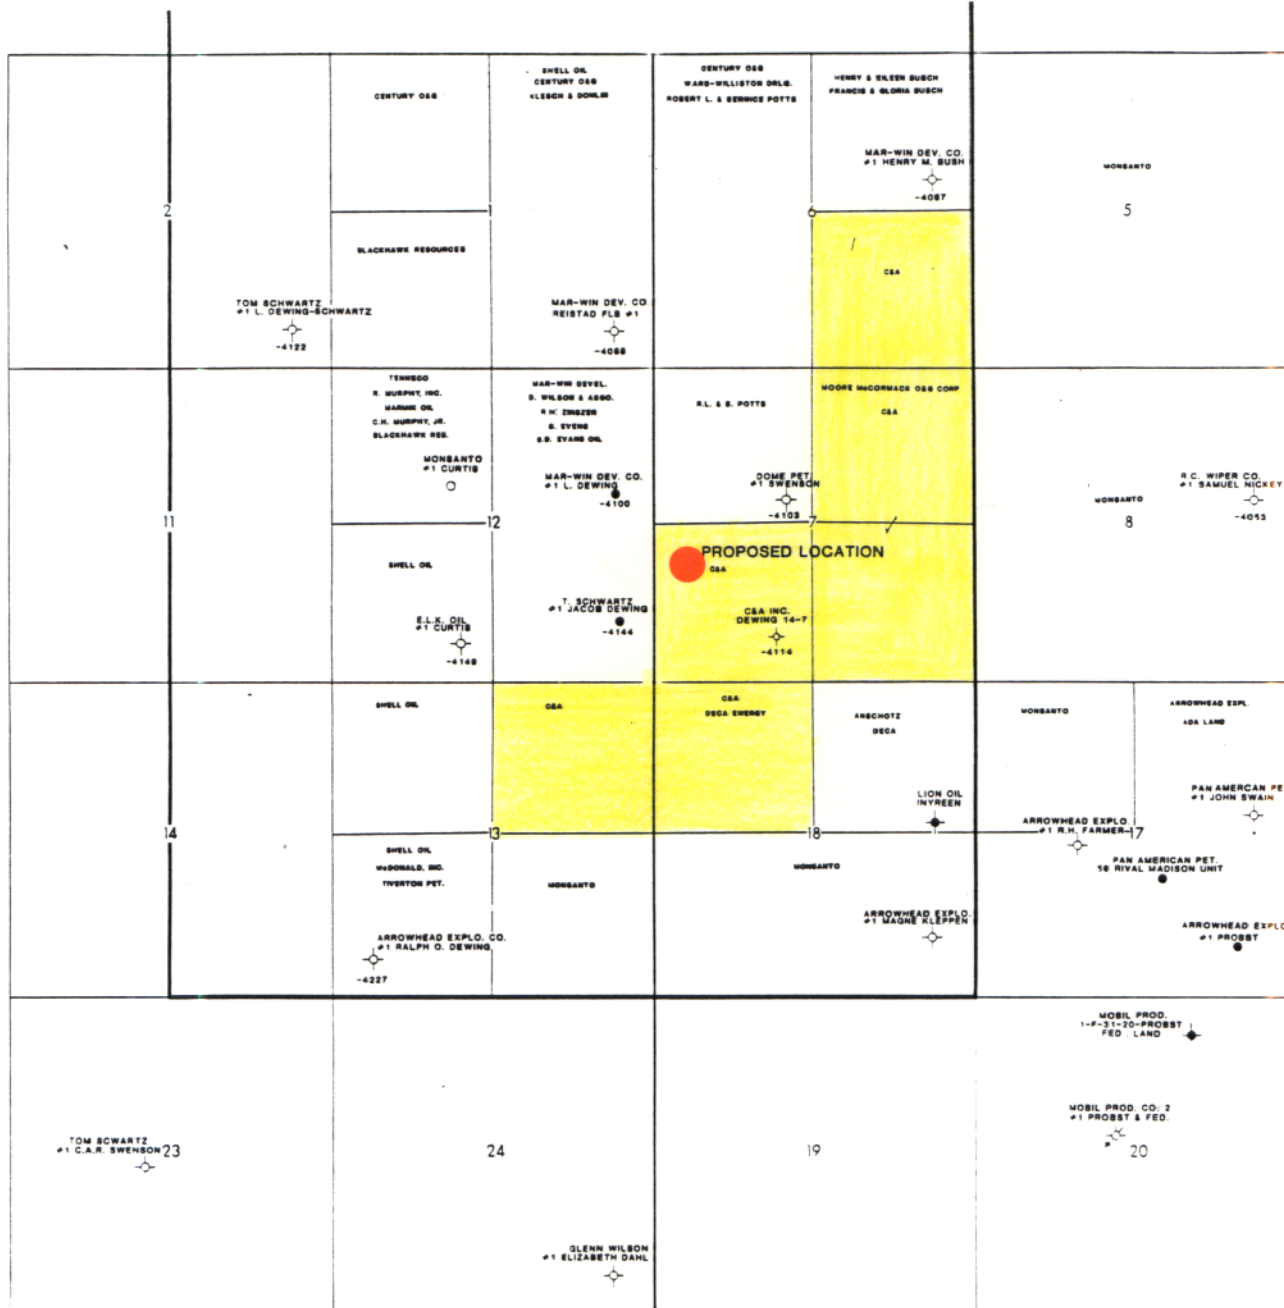 CENTURY O&G
SHELL OIL
CENTURY O&G
KLESCH & DONLIN
CENTURY O&G
WARD-WILLISTON DRLG.
ROBERT L. & BERNICE POTTS
HENRY & EILEEN BUSCH
FRANCIS & GLORIA BUSCH
MAR-WIN DEV. CO.
#1 HENRY M. BUSH
-4087
MONSANTO
2
1
6
5
BLACKHAWK RESOURCES
C&A
TOM SCHWARTZ
#1 L. DEWING-SCHWARTZ
-4122
MAR-WIN DEV. CO
REISTAD FLB #1
-4088
TENNECO
R. MURPHY, INC.
MARMIK OIL
C.H. MURPHY, JR.
BLACKHAWK RES.
MONSANTO
#1 CURTIS
MAR-WIN DEVEL.
D. WILSON & ASSO.
R.H. ZINSZER
B. EVENS
G.D. EVANS OIL
MAR-WIN DEV. CO.
#1 L. DEWING
-4100
R.L. & B. POTTS
DOME PET.
#1 SWENSON
-4103
MOORE McCORMACK O&G CORP
C&A
MONSANTO
R.C. WIPER CO.
#1 SAMUEL NICKEY
-4053
11
12
7
8
PROPOSED LOCATION
C&A
SHELL OIL
E.L.K. OIL
#1 CURTIS
-4149
T. SCHWARTZ
#1 JACOB DEWING
-4144
C&A INC.
DEWING 14-7
-4114
SHELL OIL
C&A
C&A
DECA ENERGY
ANSCHOTZ
DECA
MONSANTO
ARROWHEAD EXPL.
ADA LAND
LION OIL
INYREEN
PAN AMERCAN PE
#1 JOHN SWAIN
ARROWHEAD EXPLO.
#1 R.H. FARMER
14
13
18
17
SHELL OIL
McDONALD, INC.
TIVERTON PET.
MONSANTO
MONSANTO
PAN AMERICAN PET.
56 RIVAL MADISON UNIT
ARROWHEAD EXPLO. CO.
#1 RALPH O. DEWING
-4227
ARROWHEAD EXPLO.
#1 MAGNE KLEPPEN
ARROWHEAD EXPLO
#1 PROBST
MOBIL PROD.
1-F-31-20-PROBST
FED. LAND
MOBIL PROD. CO: 2
#1 PROBST & FED.
P
TOM SCWARTZ
#1 C.A.R. SWENSON
23
24
19
20
GLENN WILSON
#1 ELIZABETH DAHL